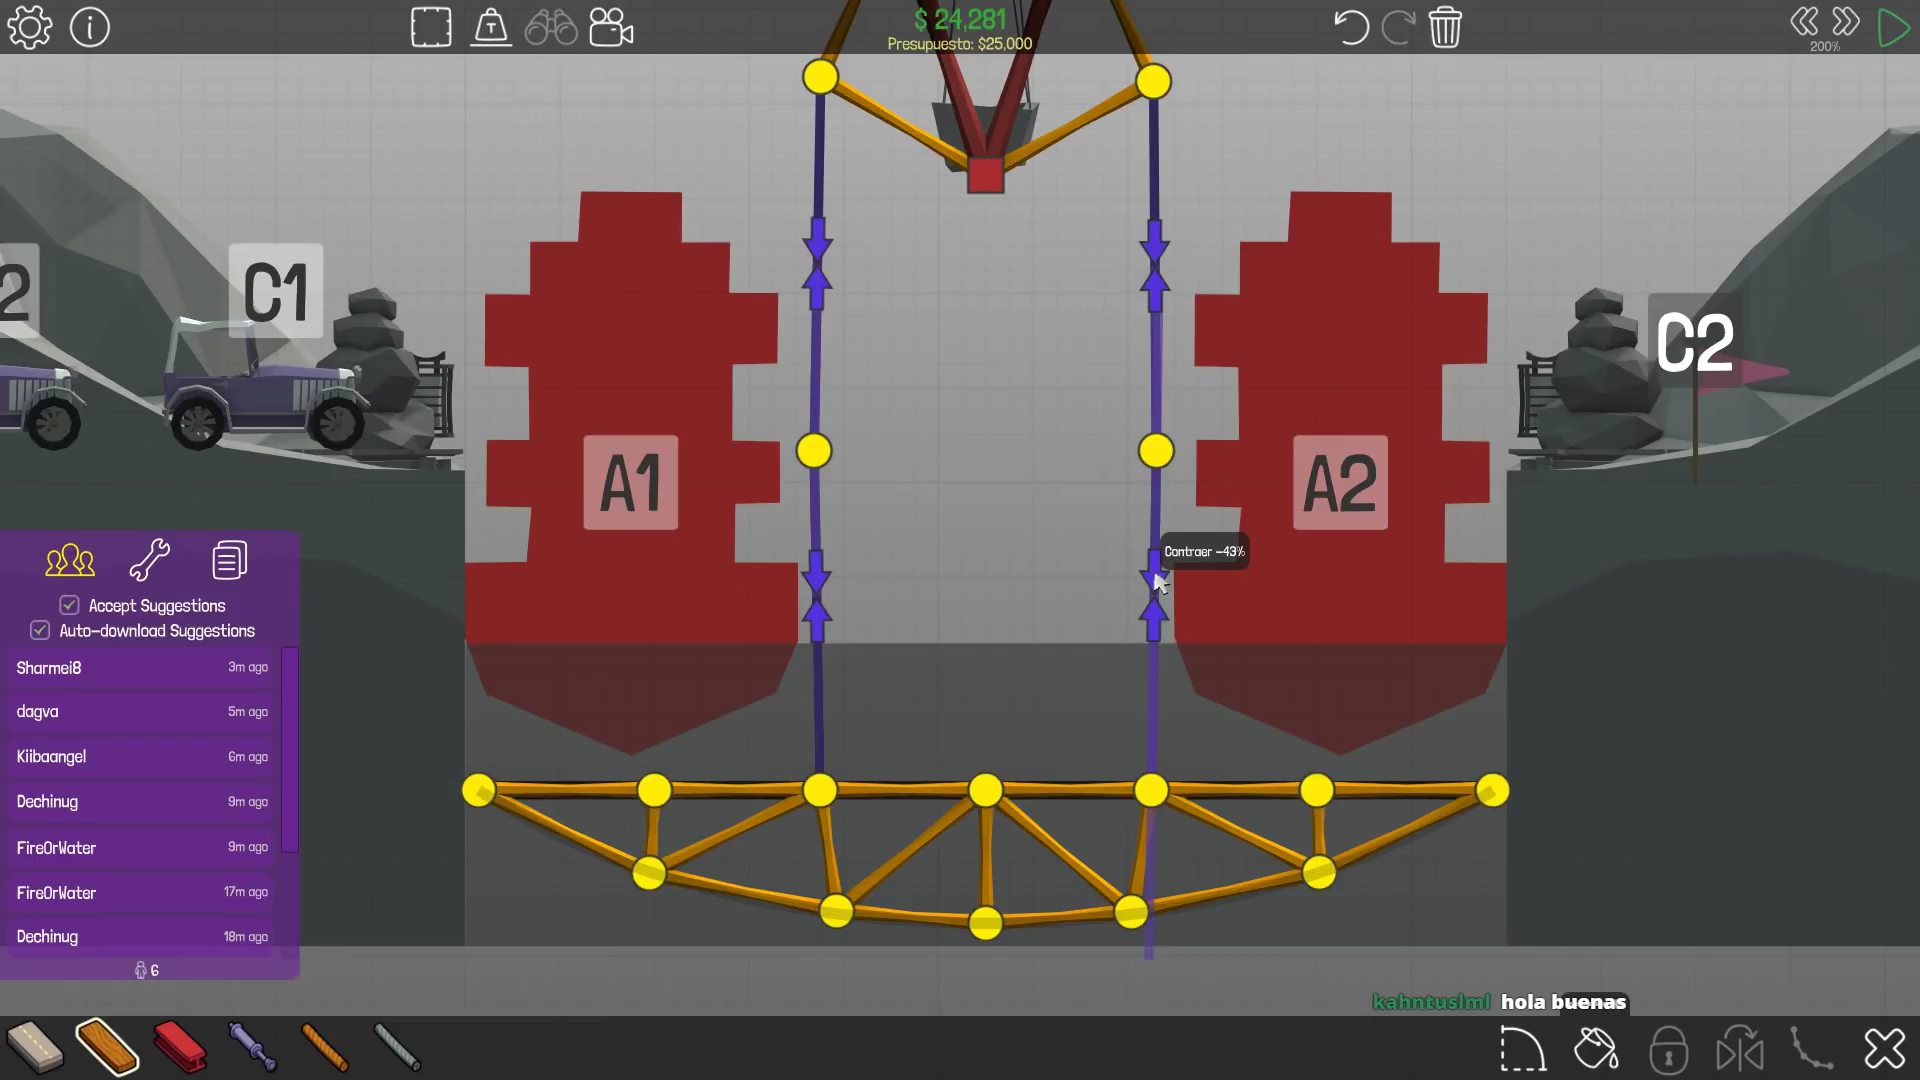 $ 24,281
Presupuesto: $25,000
200%
2
C1
C2
A1
A2
Contraer -43%
Accept Suggestions
Auto-download Suggestions
Sharmei8 3m ago
dagva 5m ago
Kiibaangel 6m ago
Dechinug 9m ago
FireOrWater 9m ago
FireOrWater 17m ago
Dechinug 18m ago
6
kahntuslml hola buenas